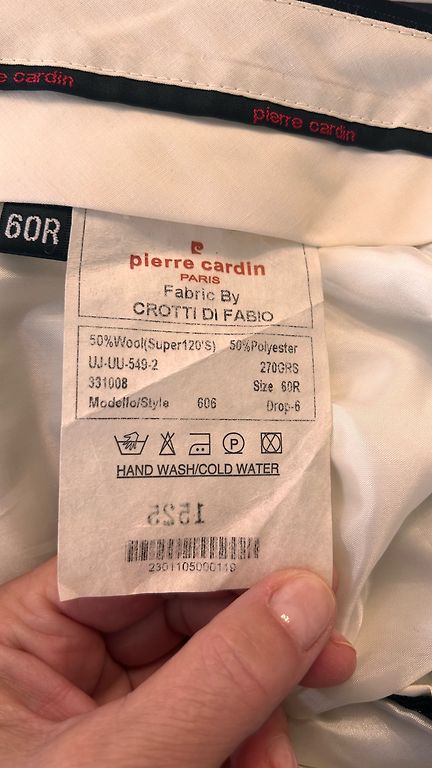 pierre cardin
pierre cardin
60R
pierre cardin
PARIS
Fabric By
CROTTI DI FABIO
50%Wool(Super120'S) 50%Polyester
UJ-UU-549-2 270GRS
331008 Size 60R
Modello/Style 606 Drop-6
P
HAND WASH/COLD WATER
1525
2301105000119